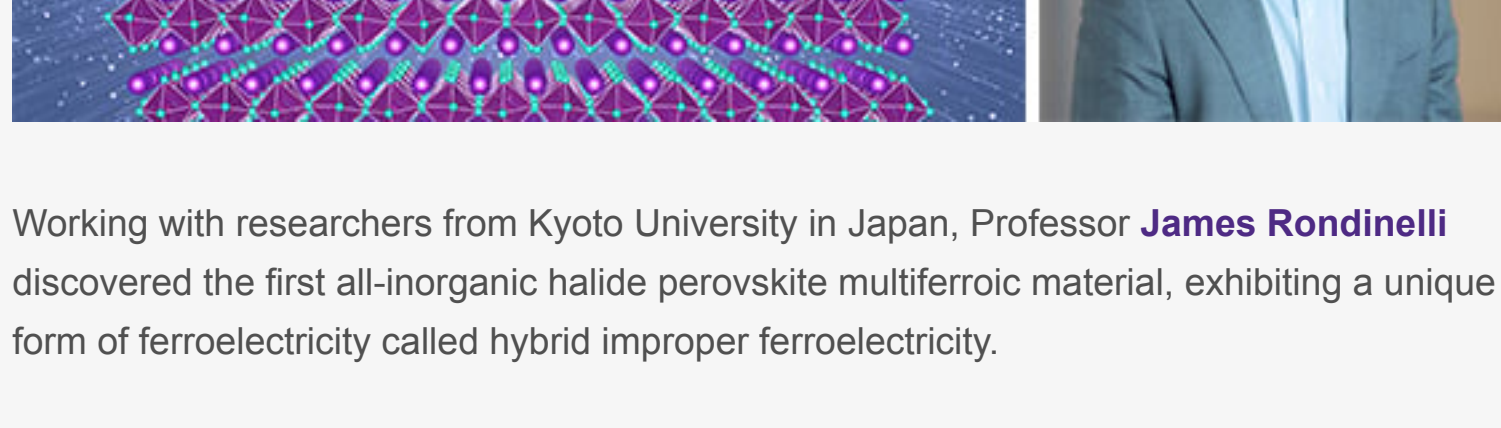 Working with researchers from Kyoto University in Japan, Professor James Rondinelli
discovered the first all-inorganic halide perovskite multiferroic material, exhibiting a unique
form of ferroelectricity called hybrid improper ferroelectricity.